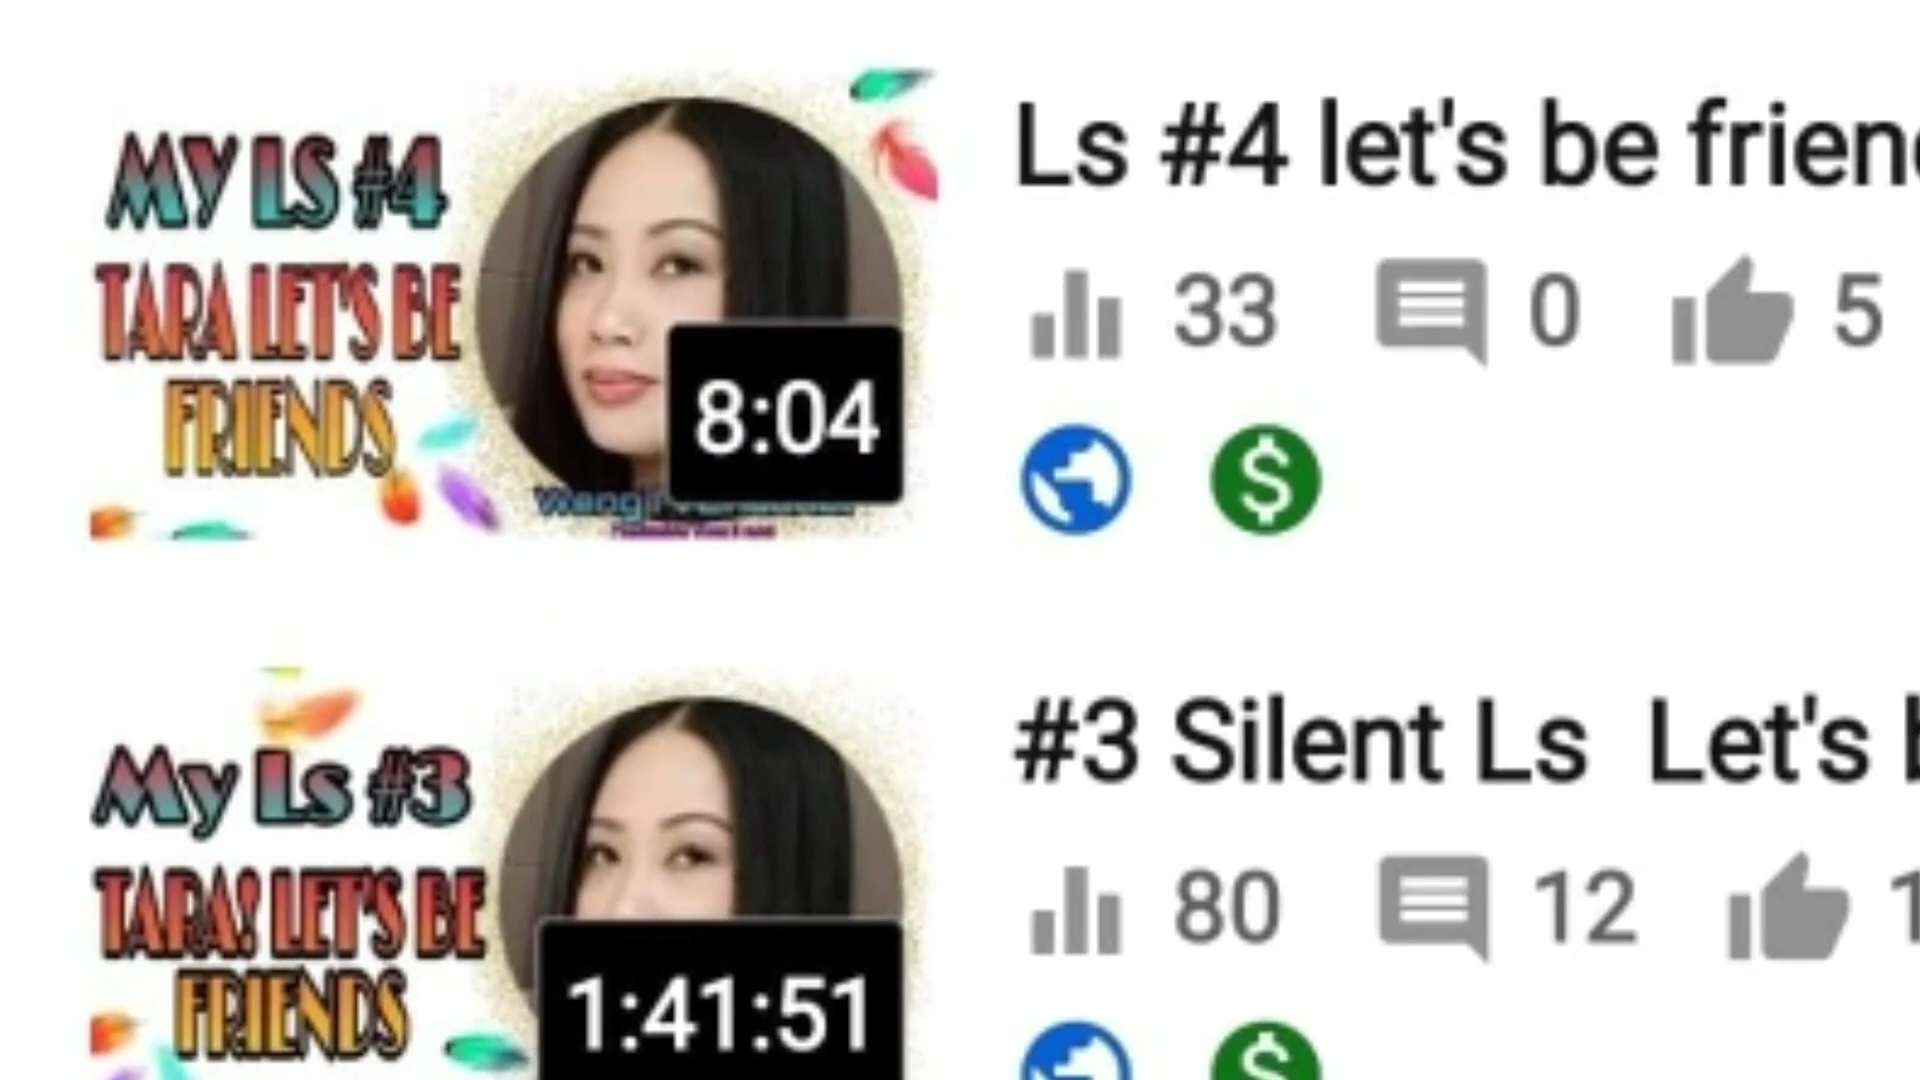 MY LS #4
TARA LET'S BE
FRIENDS
8:04
Ls #4 let's be frien
33 0 5
My Ls #3
TARA! LET'S BE
FRIENDS
1:41:51
#3 Silent Ls Let's
80 12 1